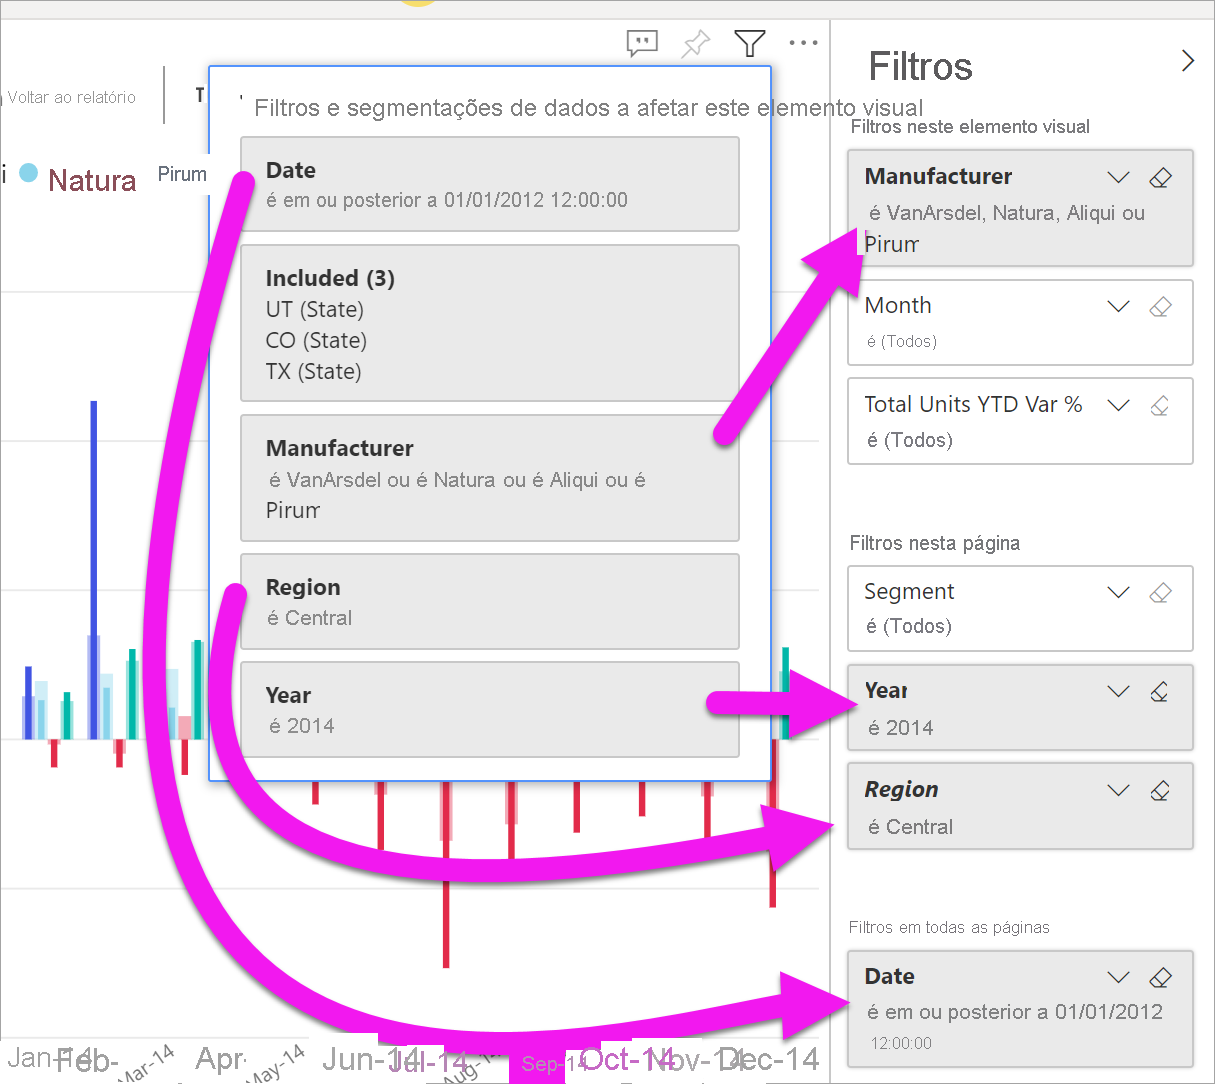 Voltar ao relatório
T
Filtros e segmentações de dados a afetar este elemento visual
i
Natura
Pirum
Date
é em ou posterior a 01/01/2012 12:00:00
Included (3)
UT (State)
CO (State)
TX (State)
Manufacturer
é VanArsdel ou é Natura ou é Aliqui ou é
Pirum
Region
é Central
Year
é 2014
Filtros
Filtros neste elemento visual
Manufacturer
é VanArsdel, Natura, Aliqui ou
Pirum
Month
é (Todos)
Total Units YTD Var %
é (Todos)
Filtros nesta página
Segment
é (Todos)
Year
é 2014
Region
é Central
Filtros em todas as páginas
Date
é em ou posterior a 01/01/2012
12:00:00
Jan-14 Feb- Mar-14 Apr- May-14 Jun-14 Jul-14 Aug-14 Sep-14 Oct-14 Nov-14 Dec-14